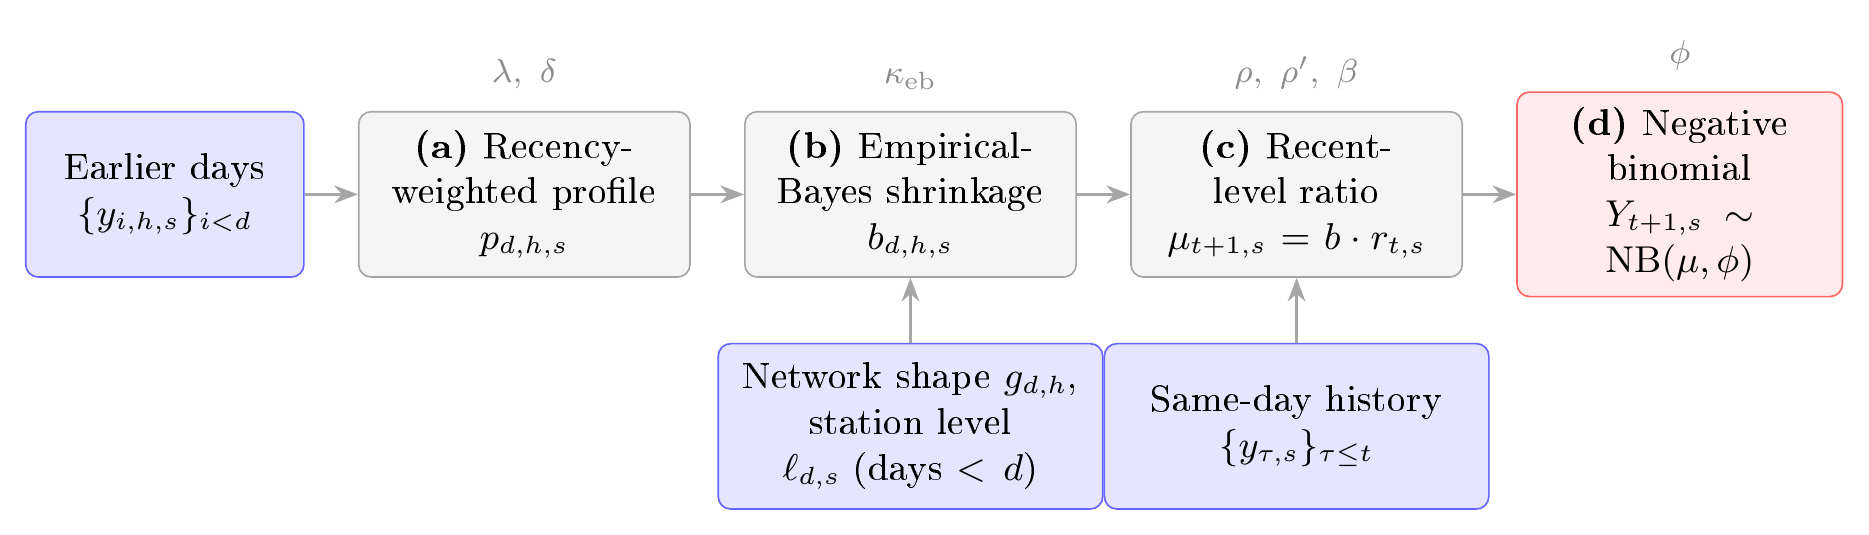 λ, δ
κ_eb
ρ, ρ′, β
ϕ
Earlier days
{y_{i,h,s}}_{i<d}
(a) Recency-
weighted profile
p_{d,h,s}
(b) Empirical-
Bayes shrinkage
b_{d,h,s}
(c) Recent-
level ratio
μ_{t+1,s} = b · r_{t,s}
(d) Negative
binomial
Y_{t+1,s} ∼
NB(μ, ϕ)
Network shape g_{d,h},
station level
ℓ_{d,s} (days < d)
Same-day history
{y_{τ,s}}_{τ≤t}